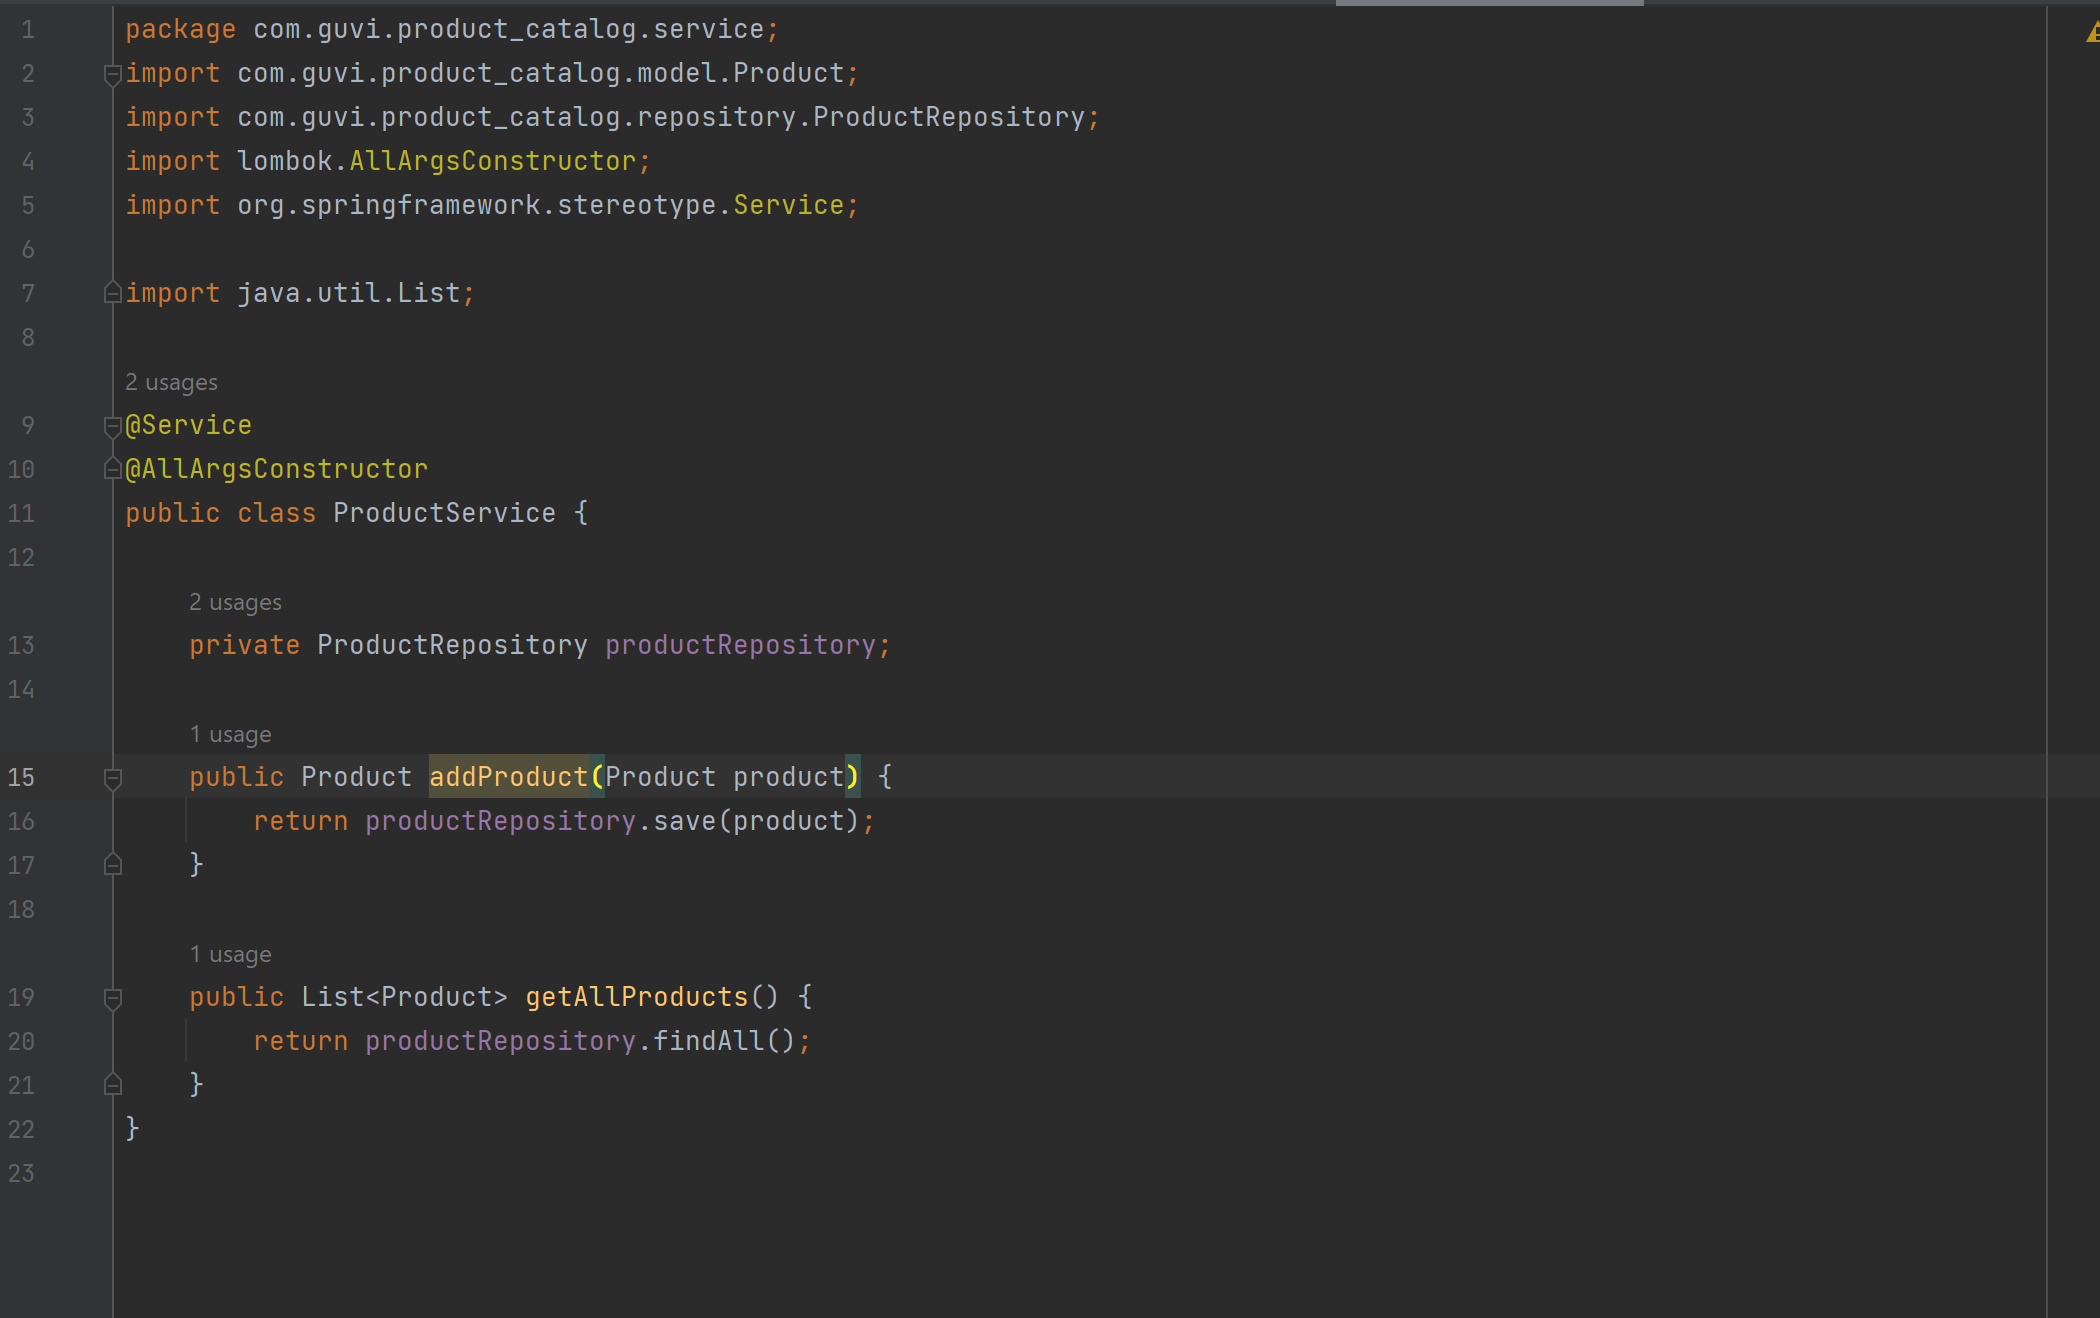 1 package com.guvi.product_catalog.service;
2 import com.guvi.product_catalog.model.Product;
3 import com.guvi.product_catalog.repository.ProductRepository;
4 import lombok.AllArgsConstructor;
5 import org.springframework.stereotype.Service;
6
7 import java.util.List;
8
2 usages
9 @Service
10 @AllArgsConstructor
11 public class ProductService {
12
2 usages
13 private ProductRepository productRepository;
14
1 usage
15 public Product addProduct(Product product) {
16 return productRepository.save(product);
17 }
18
1 usage
19 public List<Product> getAllProducts() {
20 return productRepository.findAll();
21 }
22 }
23